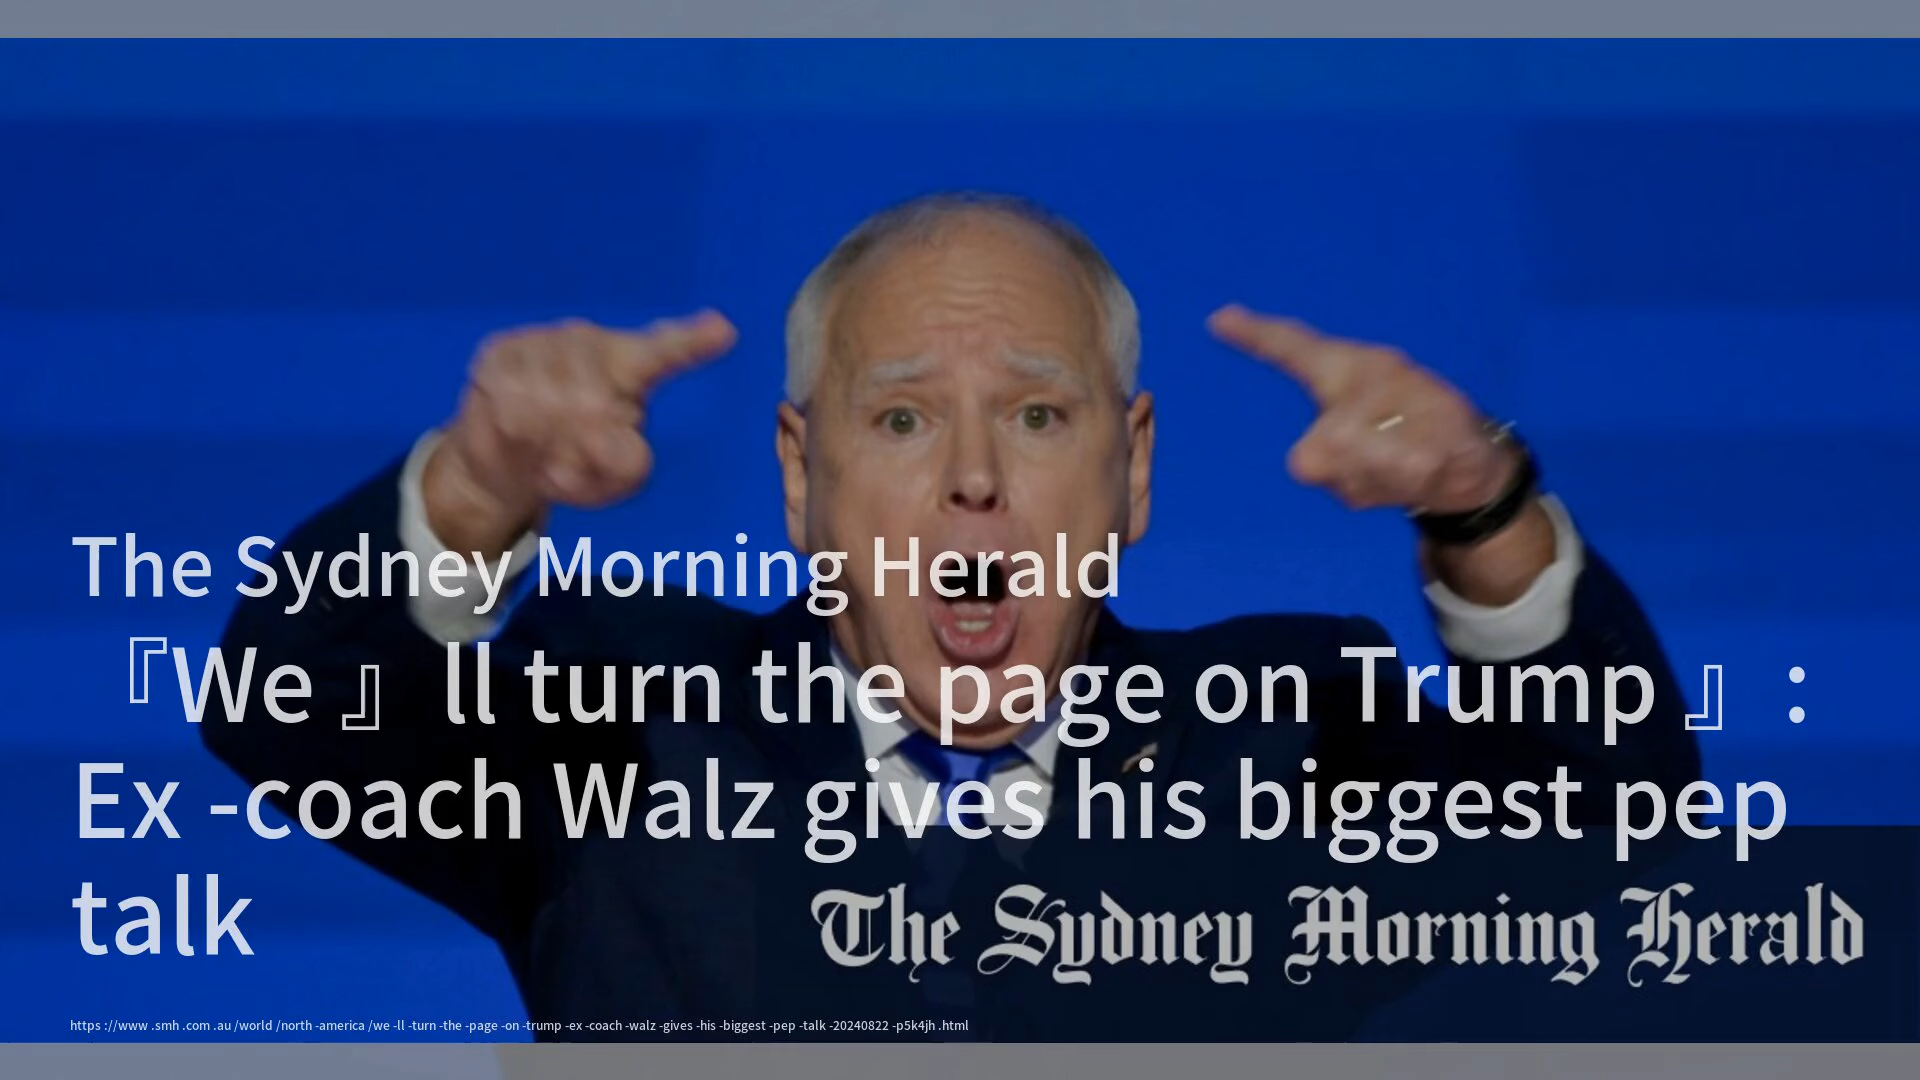 The Sydney Morning Herald
『We 』 ll turn the page on Trump 』 :
Ex -coach Walz gives his biggest pep
talk
The Sydney Morning Herald
https ://www .smh .com .au /world /north -america /we -ll -turn -the -page -on -trump -ex -coach -walz -gives -his -biggest -pep -talk -20240822 -p5k4jh .html